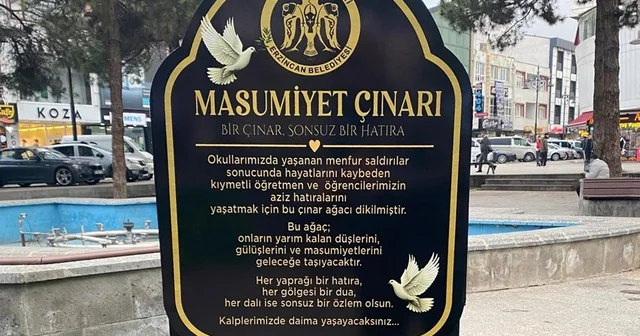 ERZİNCAN BELEDİYESİ
MASUMİYET ÇINARI
BİR ÇINAR, SONSUZ BİR HATIRA
Okullarımızda yaşanan menfur saldırılar
sonucunda hayatlarını kaybeden
kıymetli öğretmen ve öğrencilerimizin
aziz hatıralarını
yaşatmak için bu çınar ağacı dikilmiştir.
Bu ağaç;
onların yarım kalan düşlerini,
gülüşlerini ve masumiyetlerini
geleceğe taşıyacaktır.
Her yaprağı bir hatıra,
her gölgesi bir dua,
her dalı ise sonsuz bir özlem olsun.
Kalplerimizde daima yaşayacaksınız...
KOZA
SIEMENS